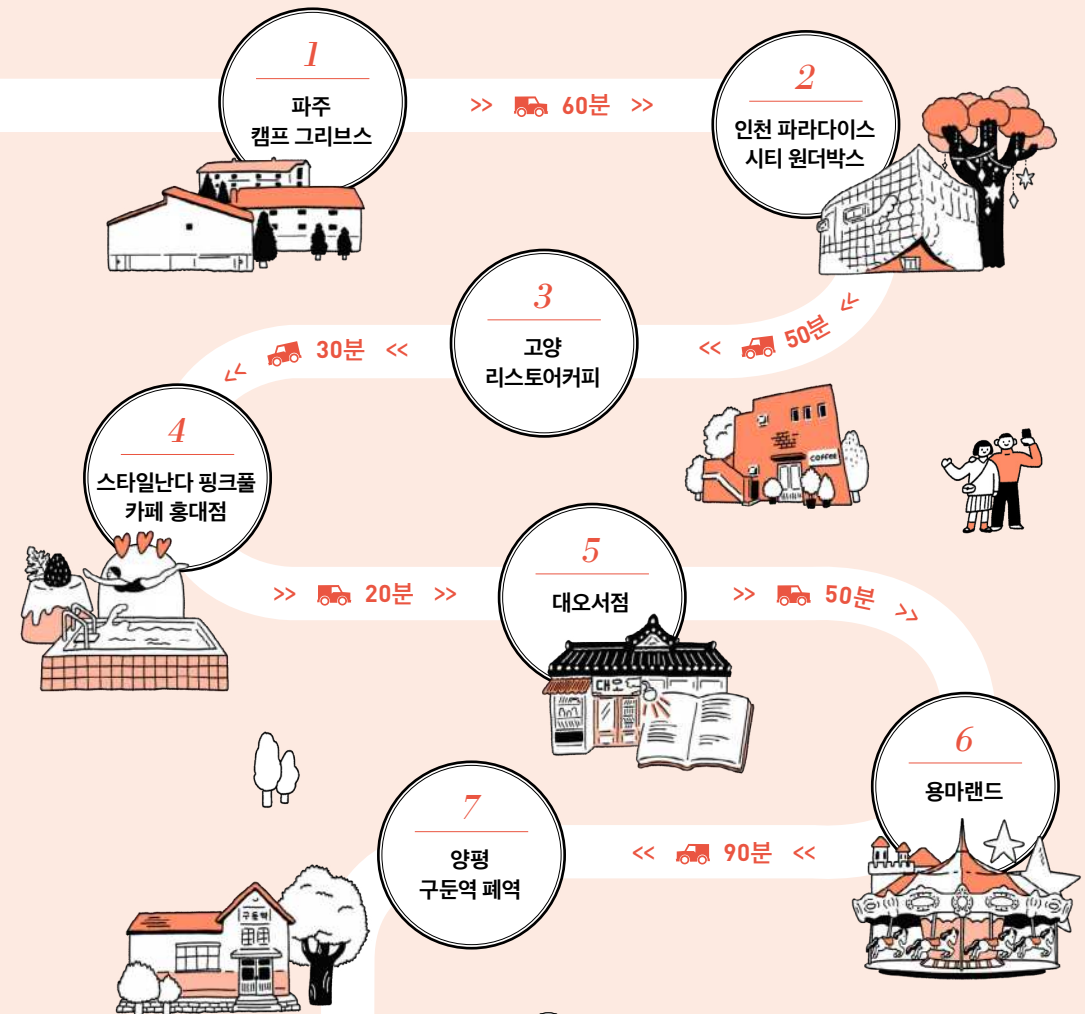 1
파주
캠프 그리브스
>> 60분 >>
2
인천 파라다이스
시티 원더박스
>> 50분 <<
3
고양
리스토어커피
<< 30분 <<
4
스타일난다 핑크풀
카페 홍대점
>> 20분 >>
5
대오서점
대오
>> 50분 >>
6
용마랜드
<< 90분 <<
7
양평
구둔역 폐역
COFFEE
구둔역